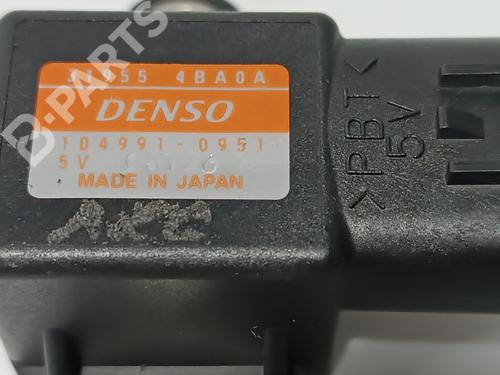 4BA0A
DENSO
104991-0951
5V
MADE IN JAPAN
>PBT<
5V
B-PARTS